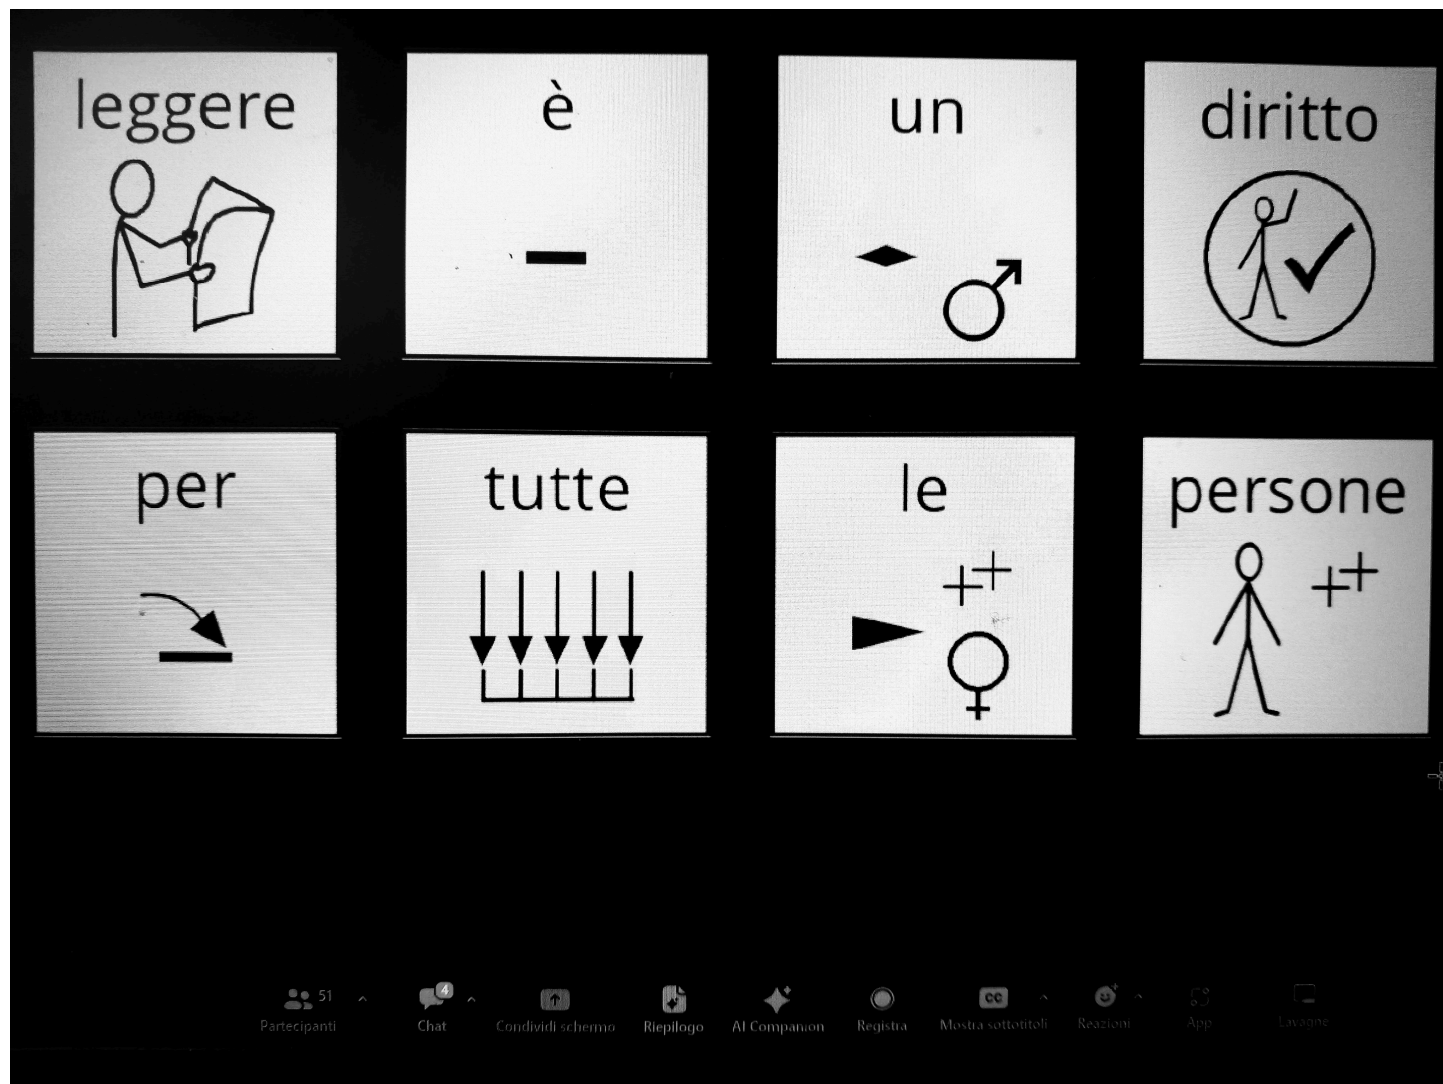 leggere è un diritto
per tutte le persone
51 4
Partecipanti Chat Condividi schermo Riepilogo AI Companion Registra CC Mostra sottotitoli Reazioni App Lavagne